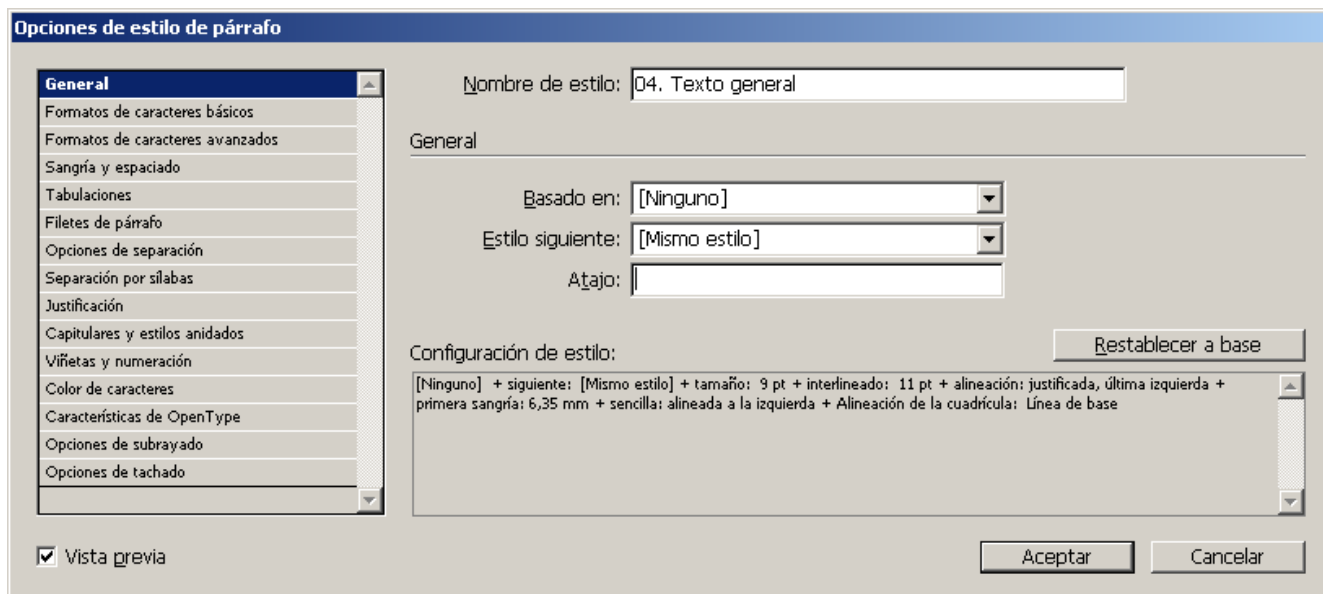 Opciones de estilo de párrafo
General
Formatos de caracteres básicos
Formatos de caracteres avanzados
Sangría y espaciado
Tabulaciones
Filetes de párrafo
Opciones de separación
Separación por sílabas
Justificación
Capitulares y estilos anidados
Viñetas y numeración
Color de caracteres
Características de OpenType
Opciones de subrayado
Opciones de tachado
Vista previa
Nombre de estilo: 04. Texto general
General
Basado en: [Ninguno]
Estilo siguiente: [Mismo estilo]
Atajo:
Restablecer a base
Configuración de estilo:
[Ninguno] + siguiente: [Mismo estilo] + tamaño: 9 pt + interlineado: 11 pt + alineación: justificada, última izquierda +
primera sangría: 6,35 mm + sencilla: alineada a la izquierda + Alineación de la cuadrícula: Línea de base
Aceptar
Cancelar